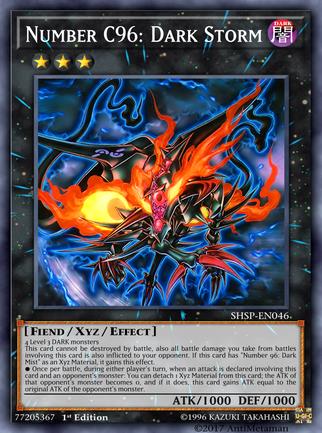 Number C96: Dark Storm
DARK
闇
SHSP-EN046
[Fiend / Xyz / Effect]
4 Level 3 DARK monsters
This card cannot be destroyed by battle, also all battle damage you take from battles
involving this card is also inflicted to your opponent. If this card has "Number 96: Dark
Mist" as an Xyz Material, it gains this effect.
● Once per battle, during either player's turn, when an attack is declared involving this
card and an opponent's monster: You can detach 1 Xyz Material from this card; the ATK of
that opponent's monster becomes 0, and if it does, this card gains ATK equal to the
original ATK of the opponent's monster.
ATK/1000 DEF/1000
77205367 1st Edition ©1996 KAZUKI TAKAHASHI
©2017 AntiMetaman